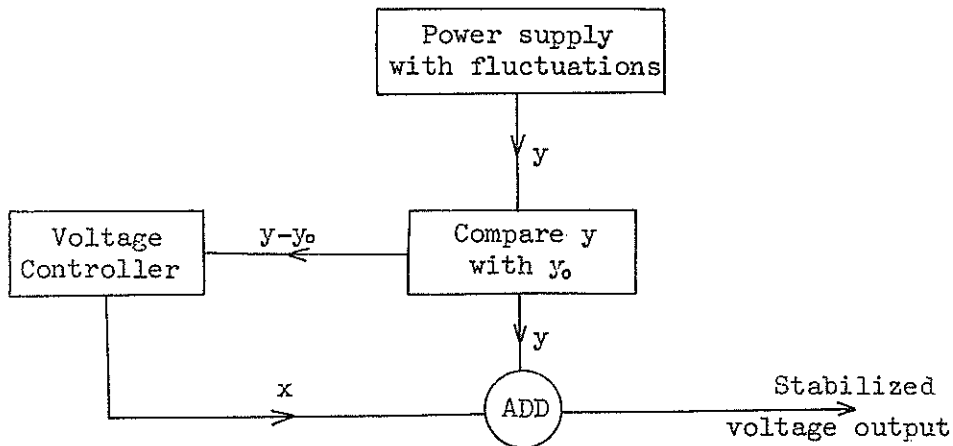 Power supply
with fluctuations
y
Voltage
Controller
y-y₀
Compare y
with y₀
y
x
ADD
Stabilized
voltage output